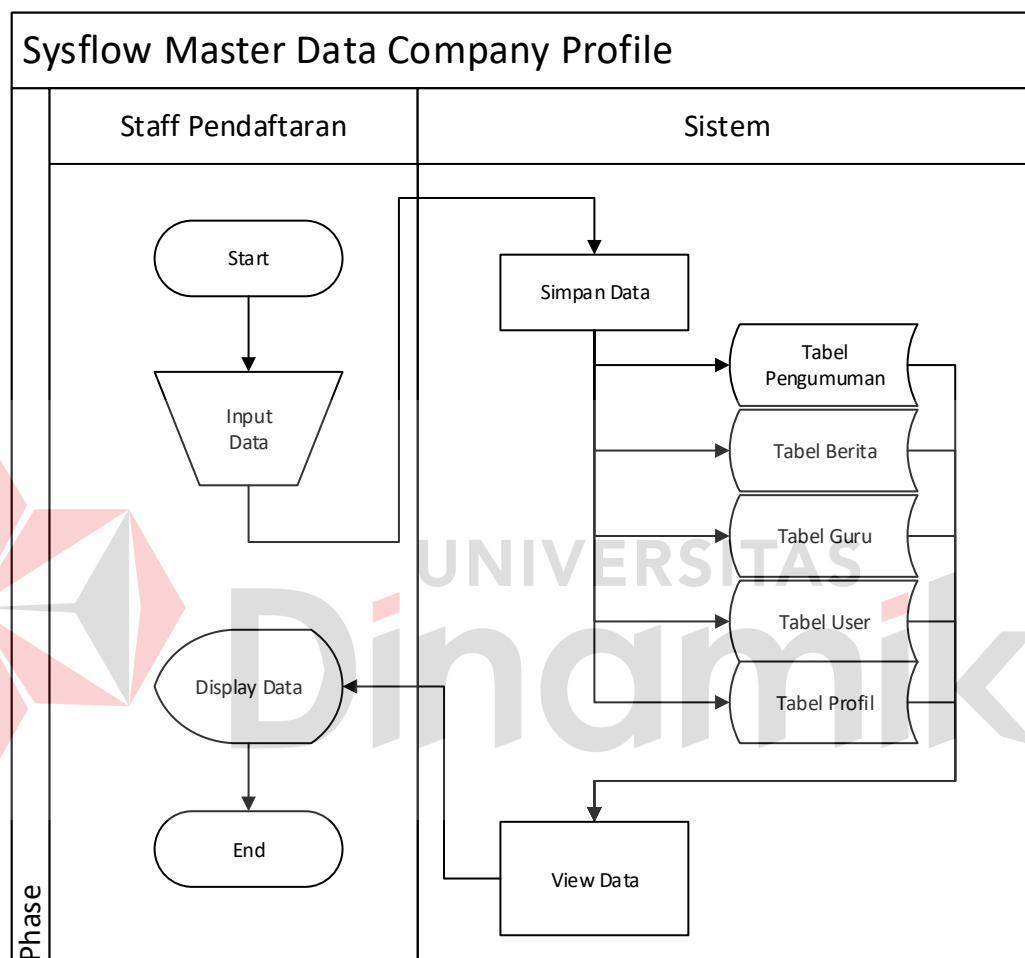 Sysflow Master Data Company Profile
Staff Pendaftaran
Sistem
Start
Simpan Data
Tabel
Pengumuman
Input
Data
Tabel Berita
Tabel Guru
UNIVERSITAS
Dinamik
Tabel User
Display Data
Tabel Profil
End
View Data
Phase